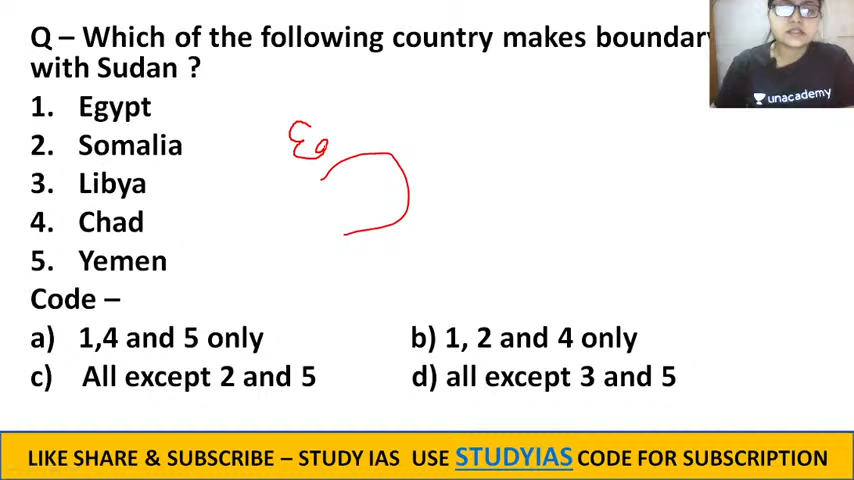 Q – Which of the following country makes boundary
with Sudan ?
unacademy
1. Egypt
2. Somalia
3. Libya
4. Chad
5. Yemen
Code –
a) 1,4 and 5 only
b) 1, 2 and 4 only
c) All except 2 and 5
d) all except 3 and 5
LIKE SHARE & SUBSCRIBE – STUDY IAS USE STUDYIAS CODE FOR SUBSCRIPTION